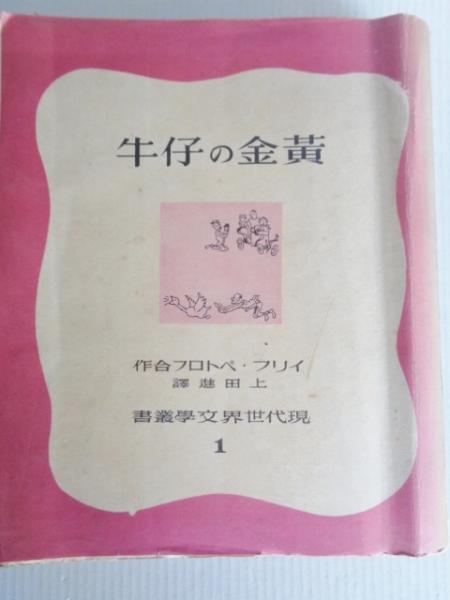 黃金の仔牛
イリフ・ペトロフ合作
上田進譯
現代世界文學叢書
1